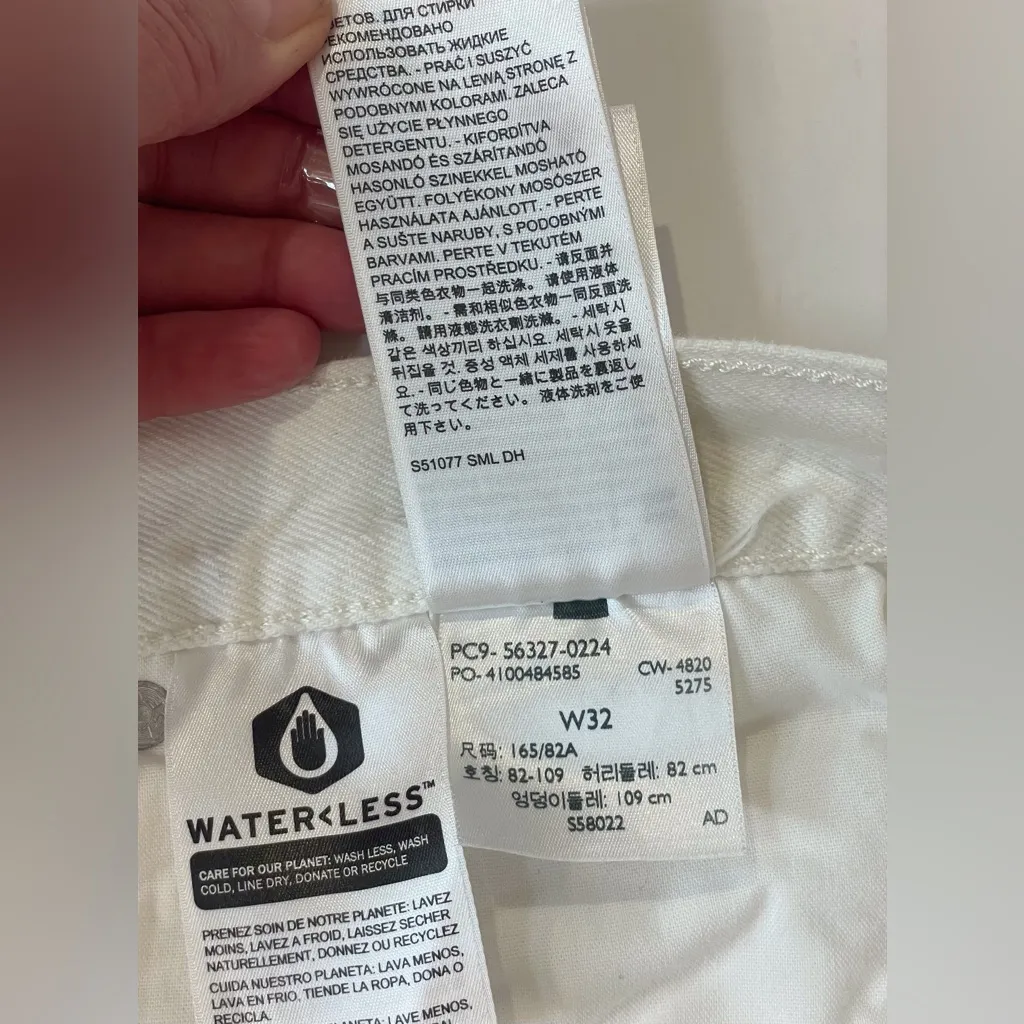 ВЕТОВ. ДЛЯ СТИРКИ
РЕКОМЕНДОВАНО
ИСПОЛЬЗОВАТЬ ЖИДКИЕ
СРЕДСТВА. - PRAĆ I SUSZYĆ
WYWRÓCONE NA LEWĄ STRONĘ Z
PODOBNYMI KOLORAMI. ZALECA
SIĘ UŻYCIE PŁYNNEGO
DETERGENTU. - KIFORDÍTVA
MOSANDÓ ÉS SZÁRÍTANDÓ
HASONLÓ SZINEKKEL MOSHATÓ
EGYÜTT. FOLYÉKONY MOSÓSZER
HASZNÁLATA AJÁNLOTT. - PERTE
A SUŠTE NARUBY, S PODOBNÝMI
BARVAMI. PERTE V TEKUTÉM
PRACÍM PROSTŘEDKU. - 请反面并
与同类色衣物一起洗涤。 请使用液体
清洁剂。 - 需和相似色衣物一同反面洗
滌。 請用液態洗衣劑洗滌。 - 세탁시
같은 색상끼리 하십시요. 세탁시 옷을
뒤집을 것. 중성 액체 세제를 사용하세
요. - 同じ色物と一緒に製品を裏返し
て洗ってください。 液体洗剤をご使
用下さい。
S51077 SML DH
PC9- 56327-0224
PO- 4100484585 CW- 4820
5275
W32
尺码: 165/82A
호칭: 82-109 허리둘레: 82 cm
엉덩이둘레: 109 cm
S58022 AD
WATER<LESS™
CARE FOR OUR PLANET: WASH LESS, WASH
COLD, LINE DRY, DONATE OR RECYCLE
PRENEZ SOIN DE NOTRE PLANETE: LAVEZ
MOINS, LAVEZ A FROID, LAISSEZ SECHER
NATURELLEMENT, DONNEZ OU RECYCLEZ
CUIDA NUESTRO PLANETA: LAVA MENOS,
LAVA EN FRIO, TIENDE LA ROPA, DONA O
RECICLA.
LAVE MENOS,